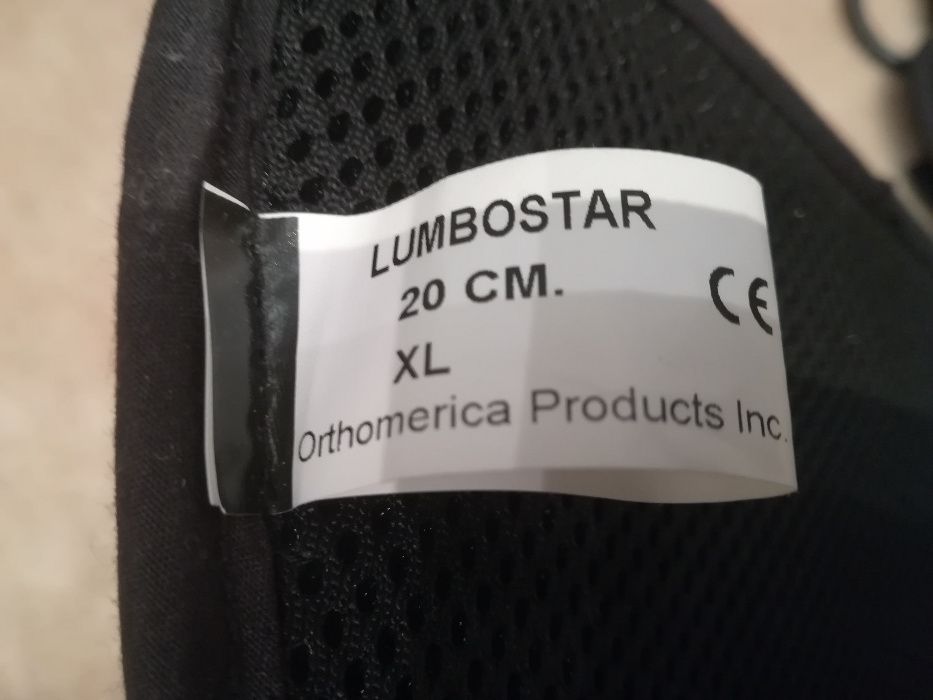 LUMBOSTAR
20 CM.
CE
XL
Orthomerica Products Inc.